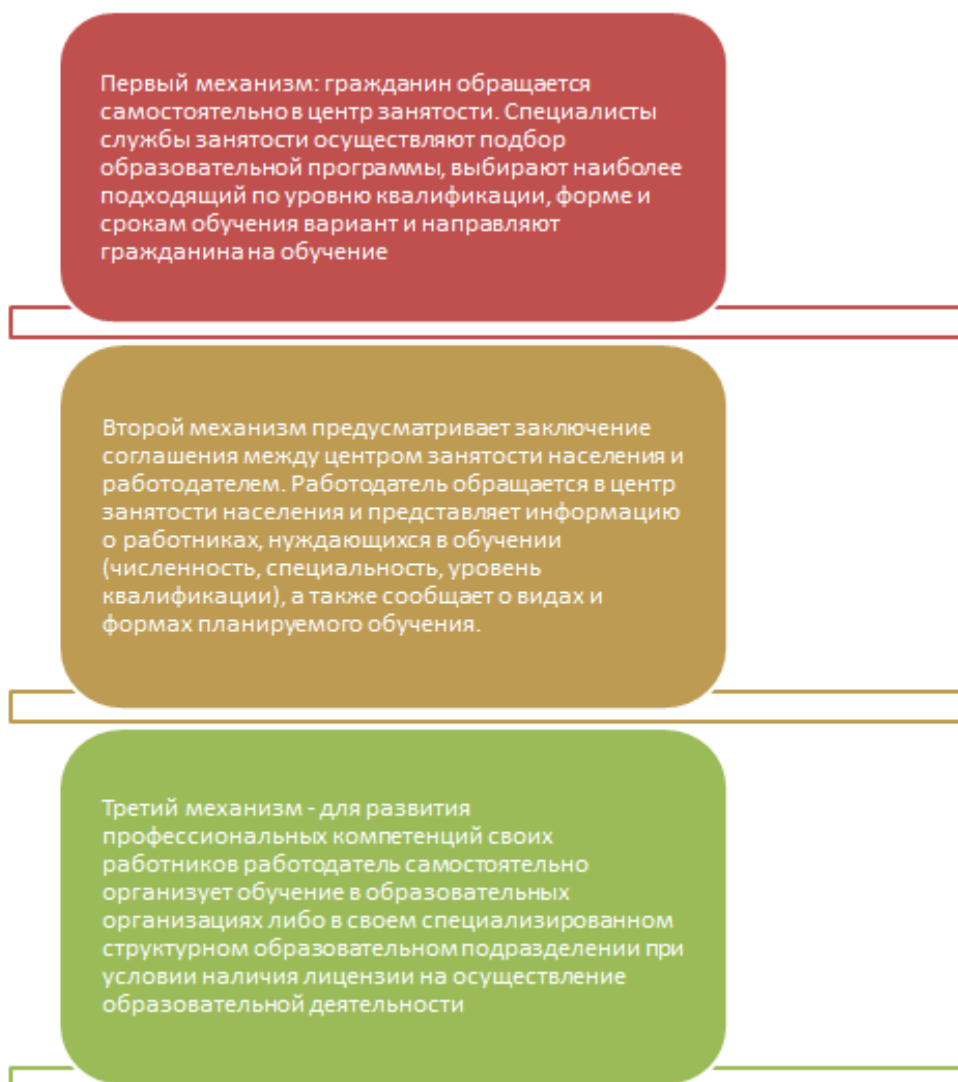 Первый механизм: гражданин обращается
самостоятельно в центр занятости. Специалисты
службы занятости осуществляют подбор
образовательной программы, выбирают наиболее
подходящий по уровню квалификации, форме и
срокам обучения вариант и направляют
гражданина на обучение
Второй механизм предусматривает заключение
соглашения между центром занятости населения и
работодателем. Работодатель обращается в центр
занятости населения и представляет информацию
о работниках, нуждающихся в обучении
(численность, специальность, уровень
квалификации), а также сообщает о видах и
формах планируемого обучения.
Третий механизм - для развития
профессиональных компетенций своих
работников работодатель самостоятельно
организует обучение в образовательных
организациях либо в своем специализированном
структурном образовательном подразделении при
условии наличия лицензии на осуществление
образовательной деятельности